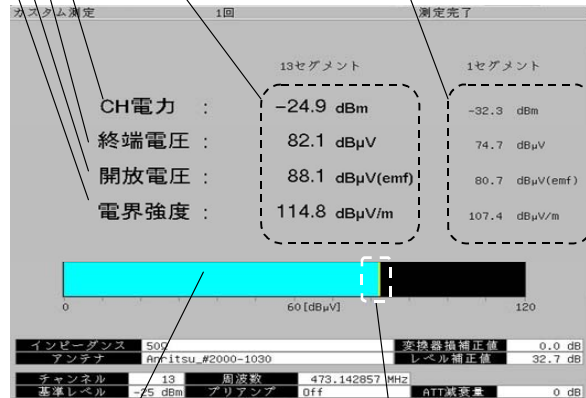 カスタム測定 1回 測定完了
13セグメント 1セグメント
CH電力 : −24.9 dBm −32.3 dBm
終端電圧 : 82.1 dBμV 74.7 dBμV
開放電圧 : 88.1 dBμV(emf) 80.7 dBμV(emf)
電界強度 : 114.8 dBμV/m 107.4 dBμV/m
0 60[dBμV] 120
インピーダンス 50Ω 変換器損補正値 0.0 dB
アンテナ Anritsu_#2000-1030 レベル補正値 32.7 dB
チャンネル 13 周波数 473.142857 MHz
基準レベル -25 dBm プリアンプ Off ATT減衰量 0 dB